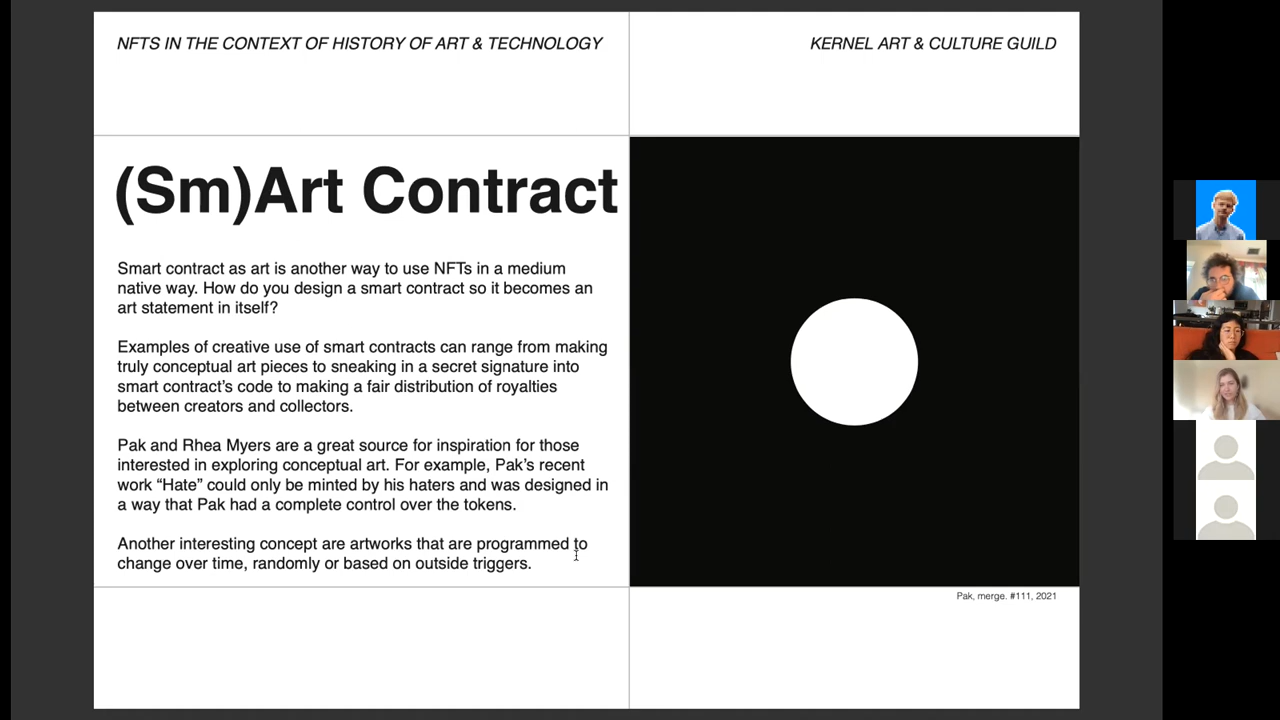 NFTS IN THE CONTEXT OF HISTORY OF ART & TECHNOLOGY
KERNEL ART & CULTURE GUILD
(Sm)Art Contract
Smart contract as art is another way to use NFTs in a medium
native way. How do you design a smart contract so it becomes an
art statement in itself?
Examples of creative use of smart contracts can range from making
truly conceptual art pieces to sneaking in a secret signature into
smart contract's code to making a fair distribution of royalties
between creators and collectors.
Pak and Rhea Myers are a great source for inspiration for those
interested in exploring conceptual art. For example, Pak's recent
work “Hate” could only be minted by his haters and was designed in
a way that Pak had a complete control over the tokens.
Another interesting concept are artworks that are programmed to
change over time, randomly or based on outside triggers.
Pak, merge. #111, 2021